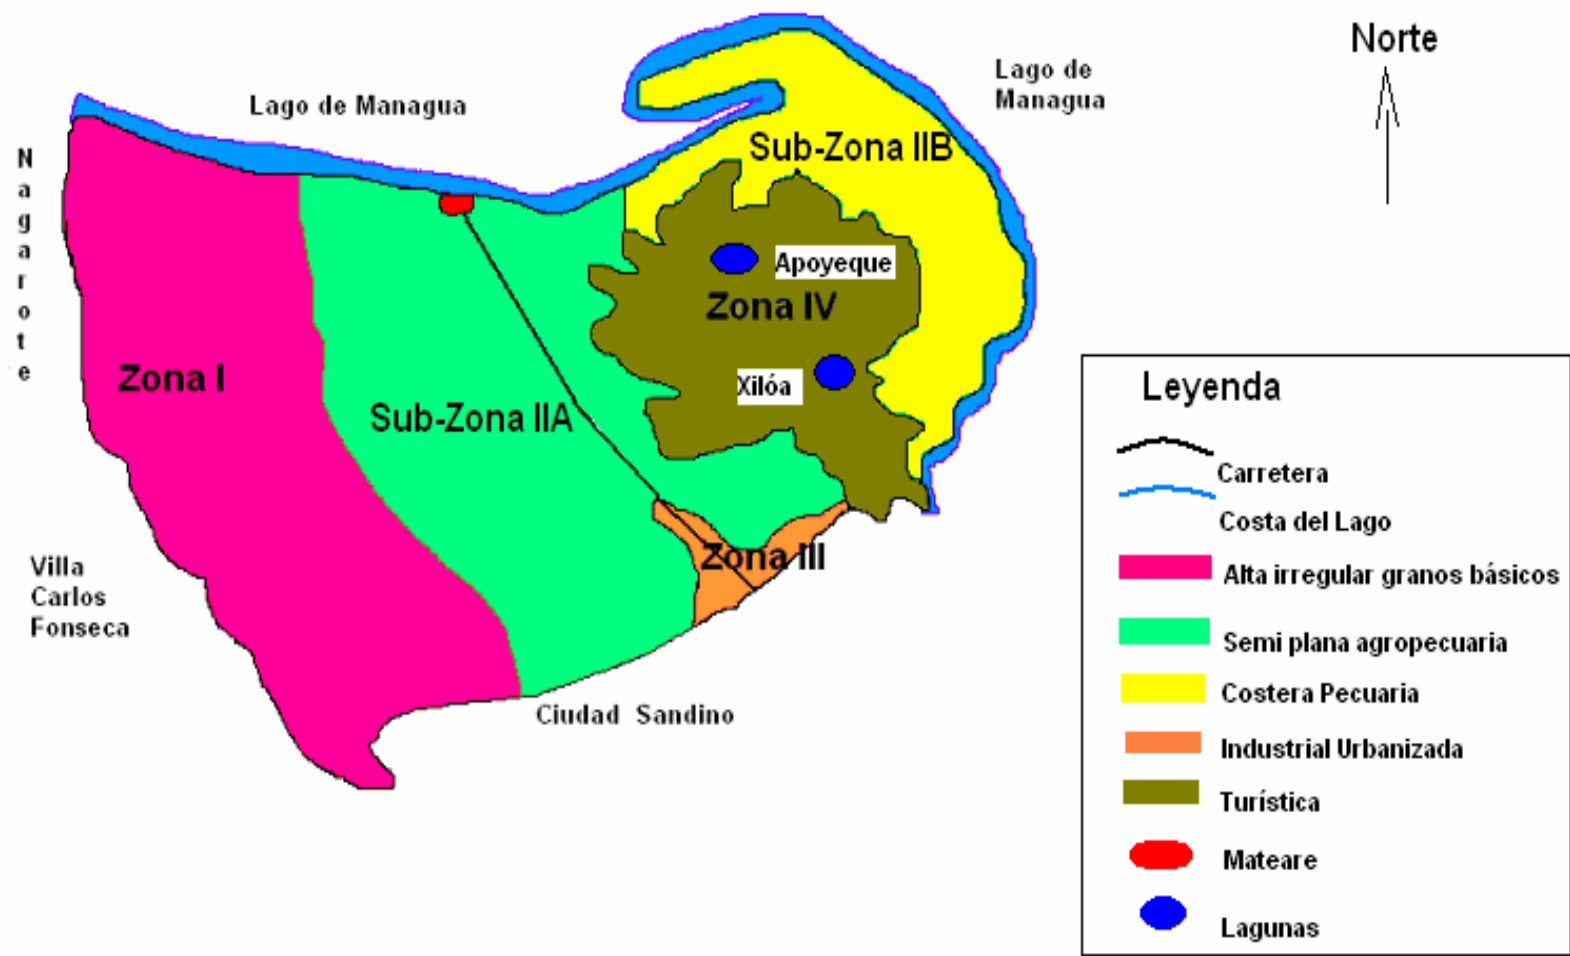 Norte
Lago de
Managua
Lago de Managua
Nagarote
Sub-Zona IIB
Apoyeque
Zona IV
Xilóa
Zona I
Sub-Zona IIA
Zona III
Villa
Carlos
Fonseca
Ciudad Sandino
Leyenda
Carretera
Costa del Lago
Alta irregular granos básicos
Semi plana agropecuaria
Costera Pecuaria
Industrial Urbanizada
Turística
Mateare
Lagunas